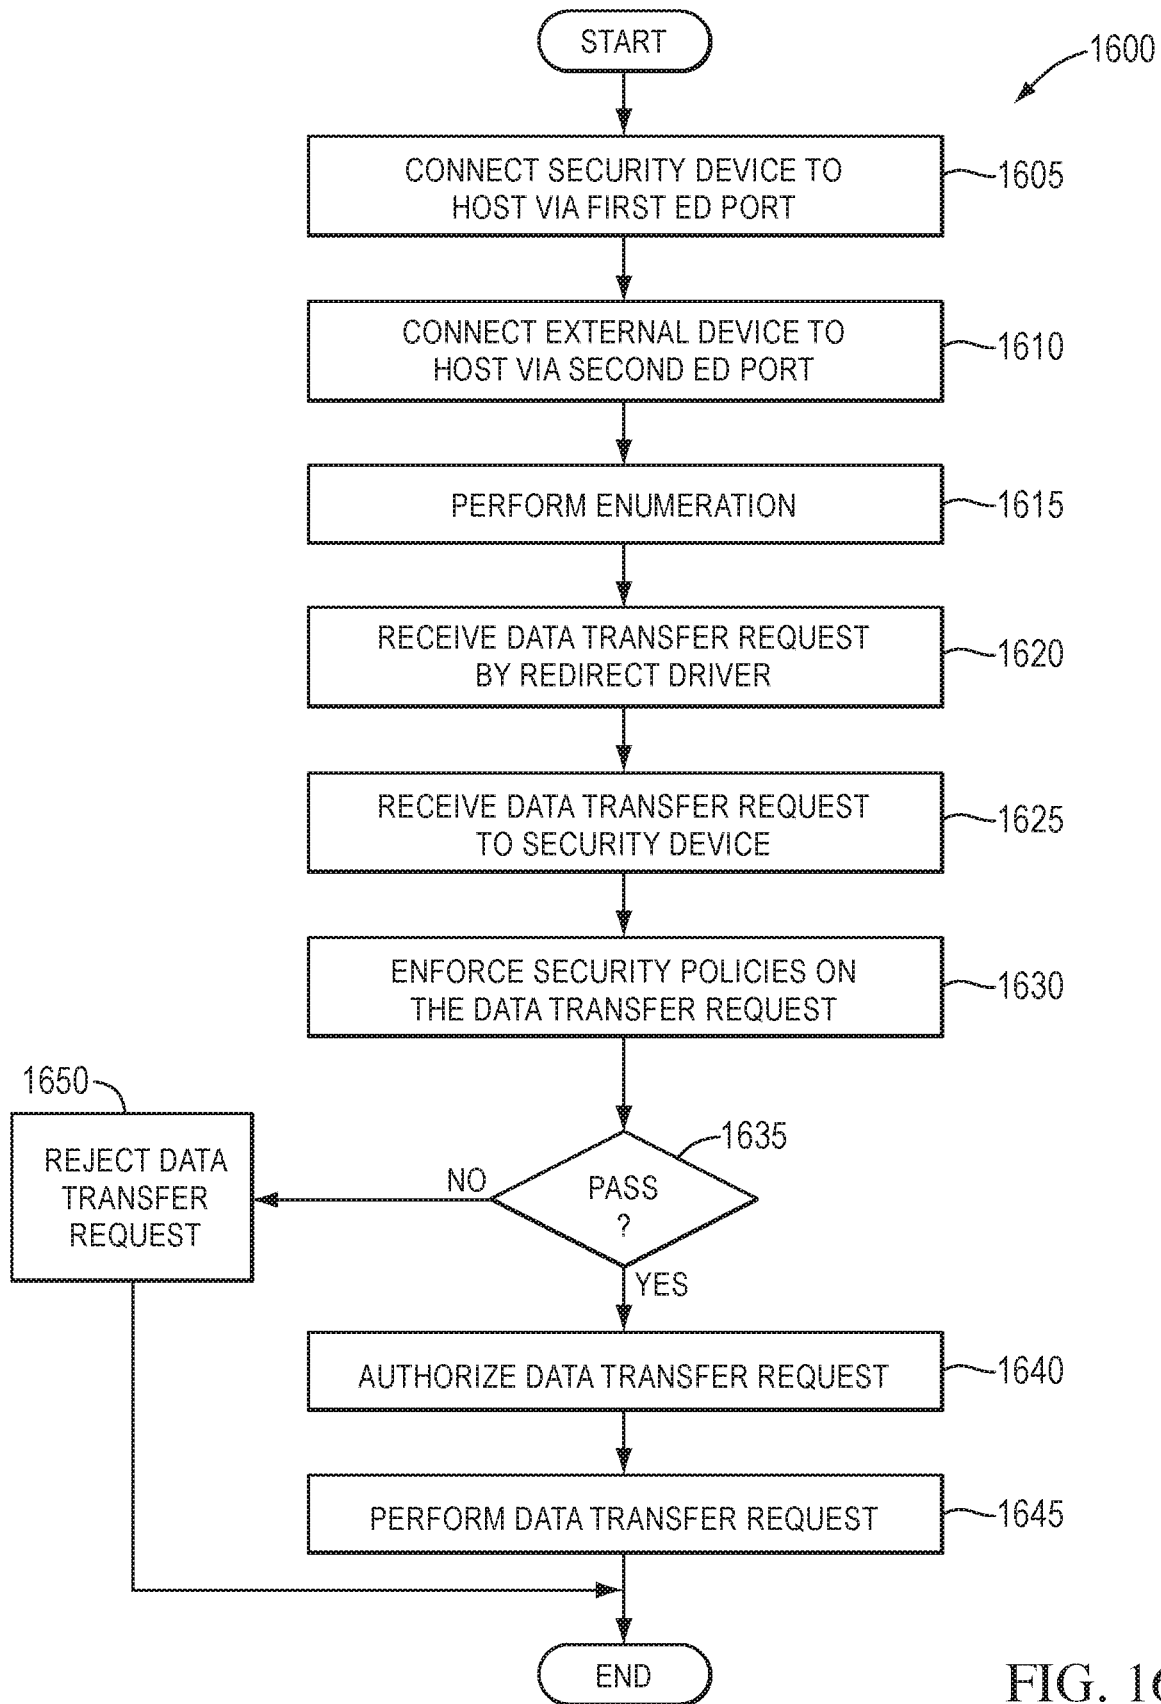 START
1600
CONNECT SECURITY DEVICE TO
HOST VIA FIRST ED PORT
1605
CONNECT EXTERNAL DEVICE TO
HOST VIA SECOND ED PORT
1610
PERFORM ENUMERATION
1615
RECEIVE DATA TRANSFER REQUEST
BY REDIRECT DRIVER
1620
RECEIVE DATA TRANSFER REQUEST
TO SECURITY DEVICE
1625
ENFORCE SECURITY POLICIES ON
THE DATA TRANSFER REQUEST
1630
1650
REJECT DATA
TRANSFER
REQUEST
NO
1635
PASS
?
YES
AUTHORIZE DATA TRANSFER REQUEST
1640
PERFORM DATA TRANSFER REQUEST
1645
END
FIG. 16